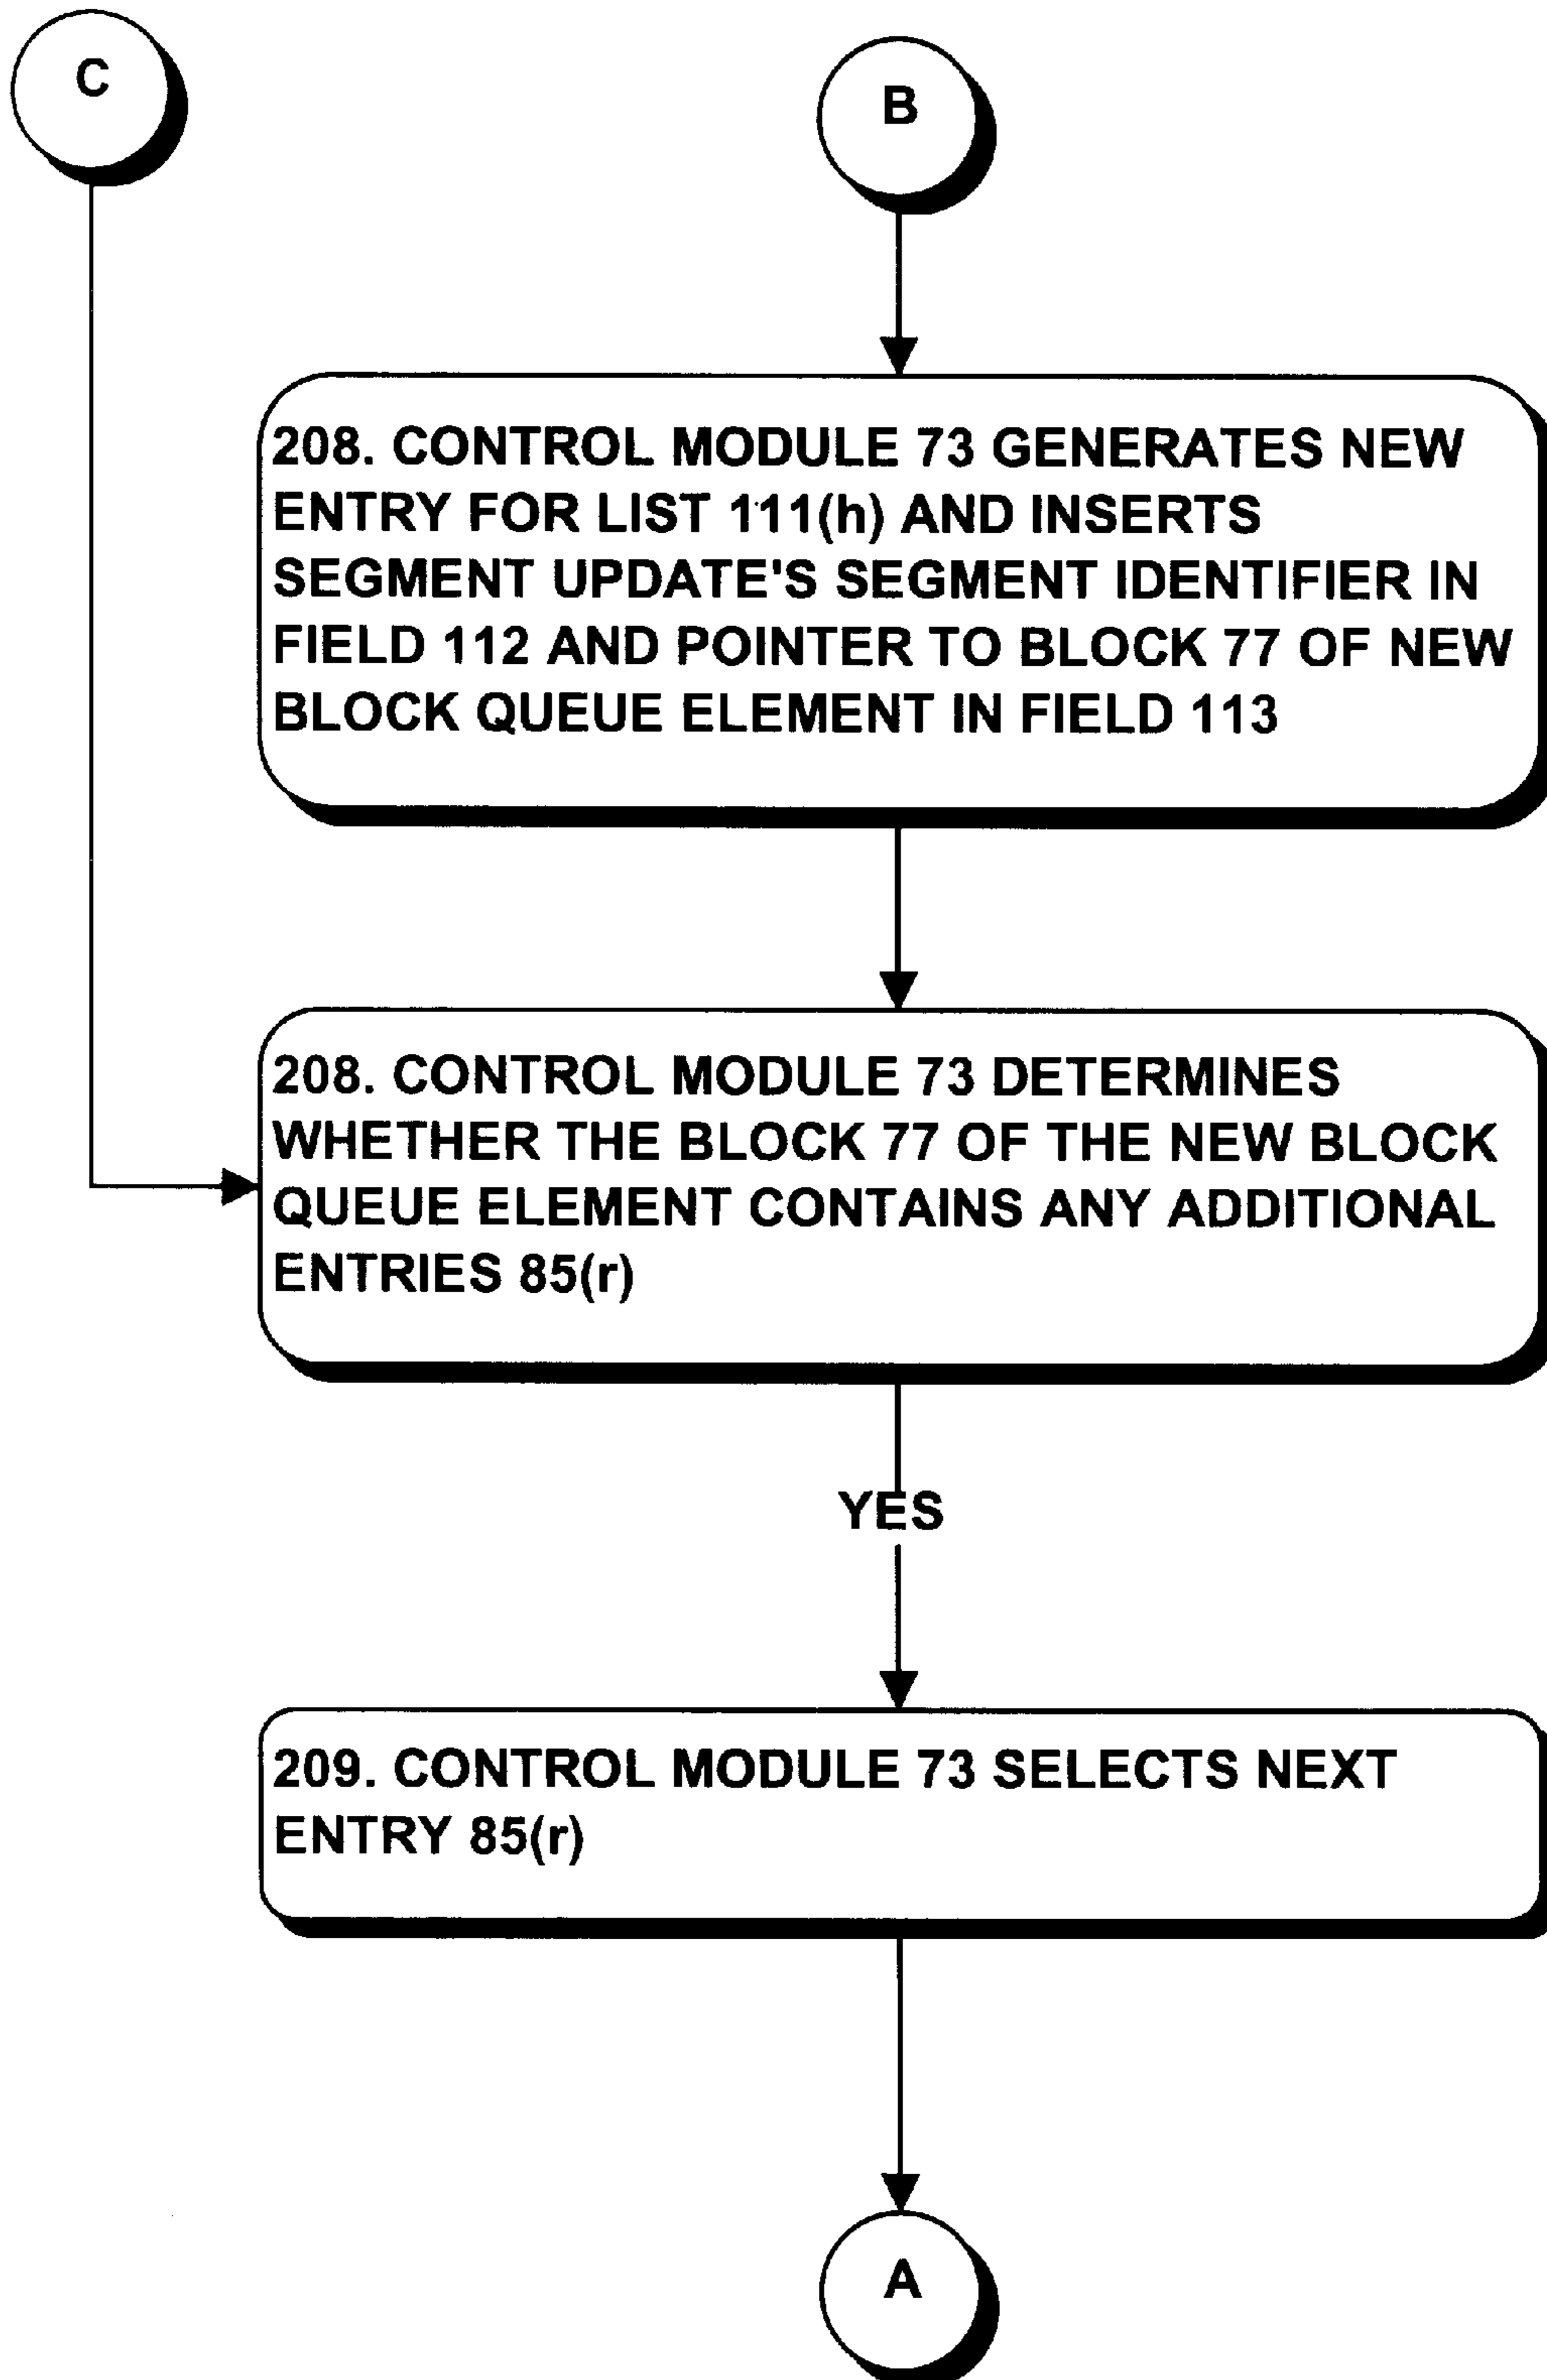 C
B
208. CONTROL MODULE 73 GENERATES NEW
ENTRY FOR LIST 111(h) AND INSERTS
SEGMENT UPDATE'S SEGMENT IDENTIFIER IN
FIELD 112 AND POINTER TO BLOCK 77 OF NEW
BLOCK QUEUE ELEMENT IN FIELD 113
208. CONTROL MODULE 73 DETERMINES
WHETHER THE BLOCK 77 OF THE NEW BLOCK
QUEUE ELEMENT CONTAINS ANY ADDITIONAL
ENTRIES 85(r)
YES
209. CONTROL MODULE 73 SELECTS NEXT
ENTRY 85(r)
A